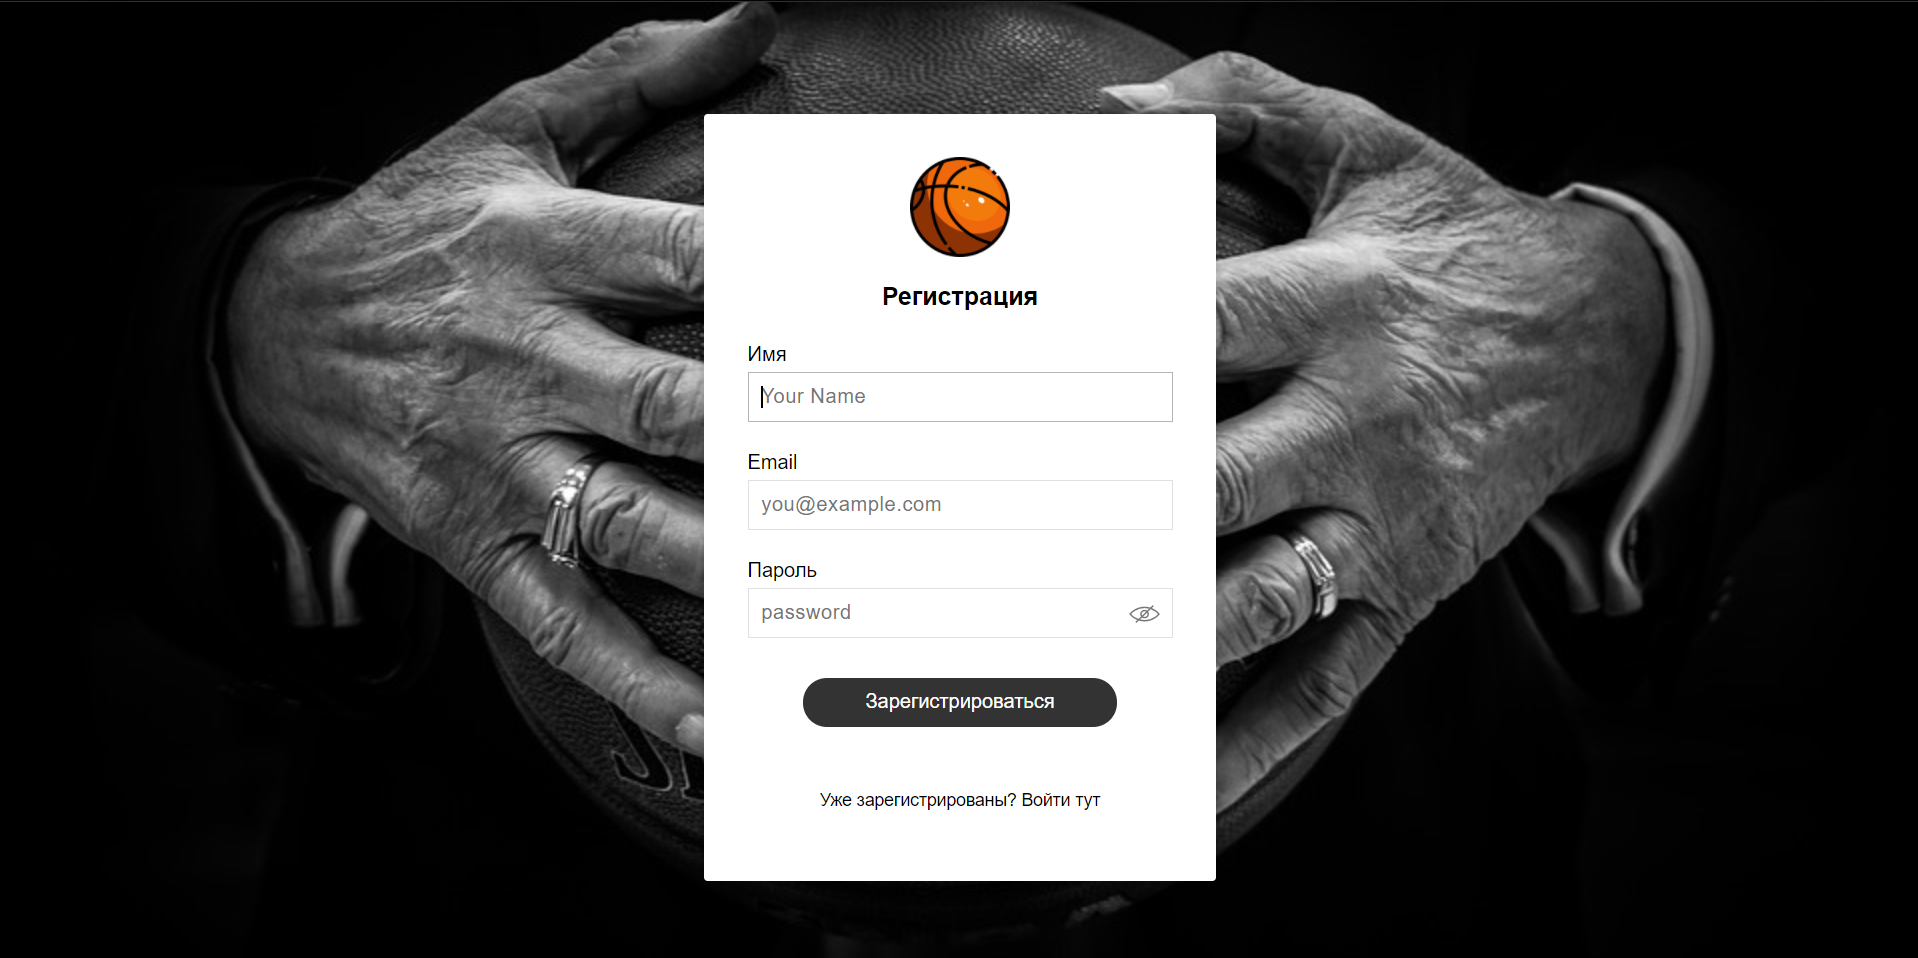 Регистрация
Имя
Your Name
Email
you@example.com
Пароль
password
Зарегистрироваться
Уже зарегистрированы? Войти тут